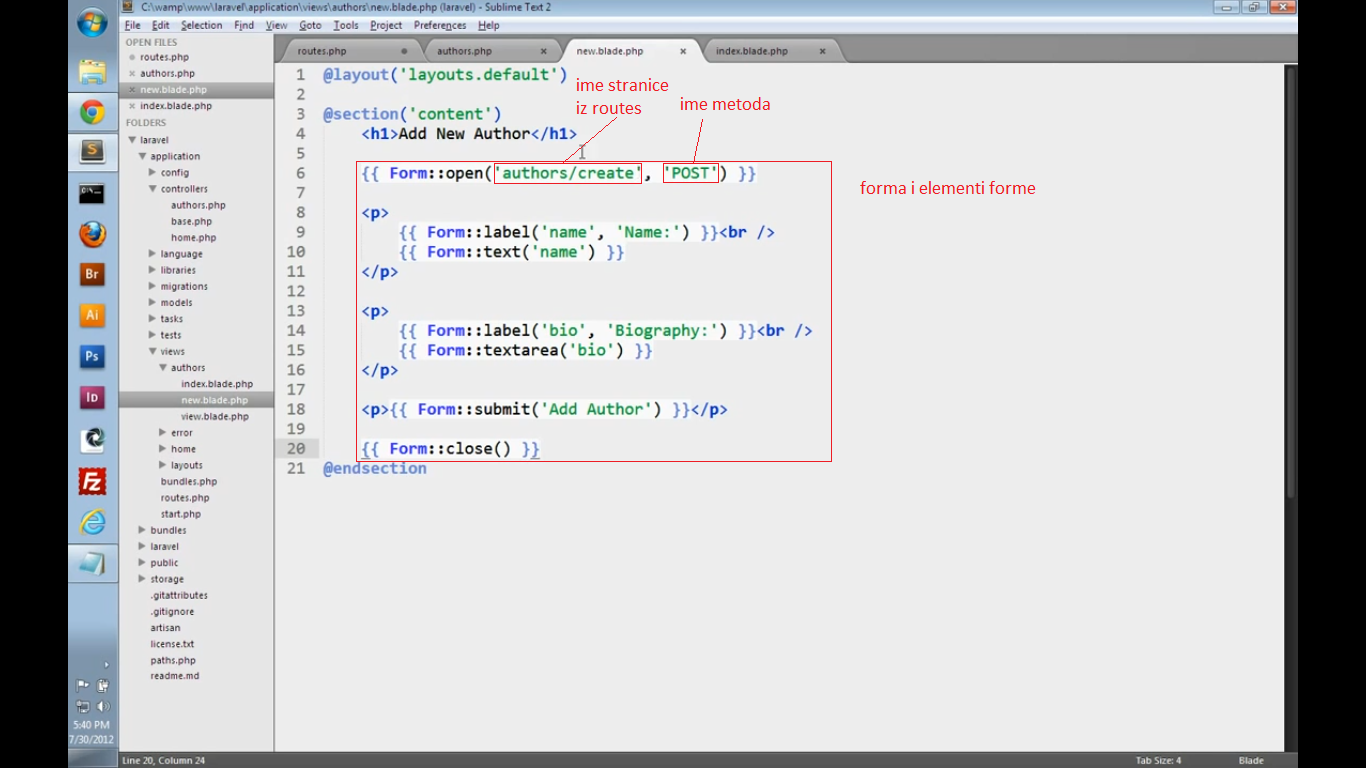 C:\wamp\www\laravel\application\views\authors\new.blade.php (laravel) - Sublime Text 2
File Edit Selection Find View Goto Tools Project Preferences Help
OPEN FILES
routes.php
authors.php
new.blade.php
index.blade.php
FOLDERS
laravel
application
config
controllers
authors.php
base.php
home.php
language
libraries
migrations
models
tasks
tests
views
authors
index.blade.php
new.blade.php
view.blade.php
error
home
layouts
bundles.php
routes.php
start.php
bundles
laravel
public
storage
.gitattributes
.gitignore
artisan
license.txt
paths.php
readme.md
routes.php authors.php new.blade.php index.blade.php
1 @layout('layouts.default')
2
3 @section('content')
4 <h1>Add New Author</h1>
5
6 {{ Form::open('authors/create', 'POST') }}
7
8 <p>
9 {{ Form::label('name', 'Name:') }}<br />
10 {{ Form::text('name') }}
11 </p>
12
13 <p>
14 {{ Form::label('bio', 'Biography:') }}<br />
15 {{ Form::textarea('bio') }}
16 </p>
17
18 <p>{{ Form::submit('Add Author') }}</p>
19
20 {{ Form::close() }}
21 @endsection
ime stranice
iz routes
ime metoda
forma i elementi forme
Br
Ai
Ps
Id
Fz
5:40 PM
7/30/2012
Line 20, Column 24
Tab Size: 4
Blade